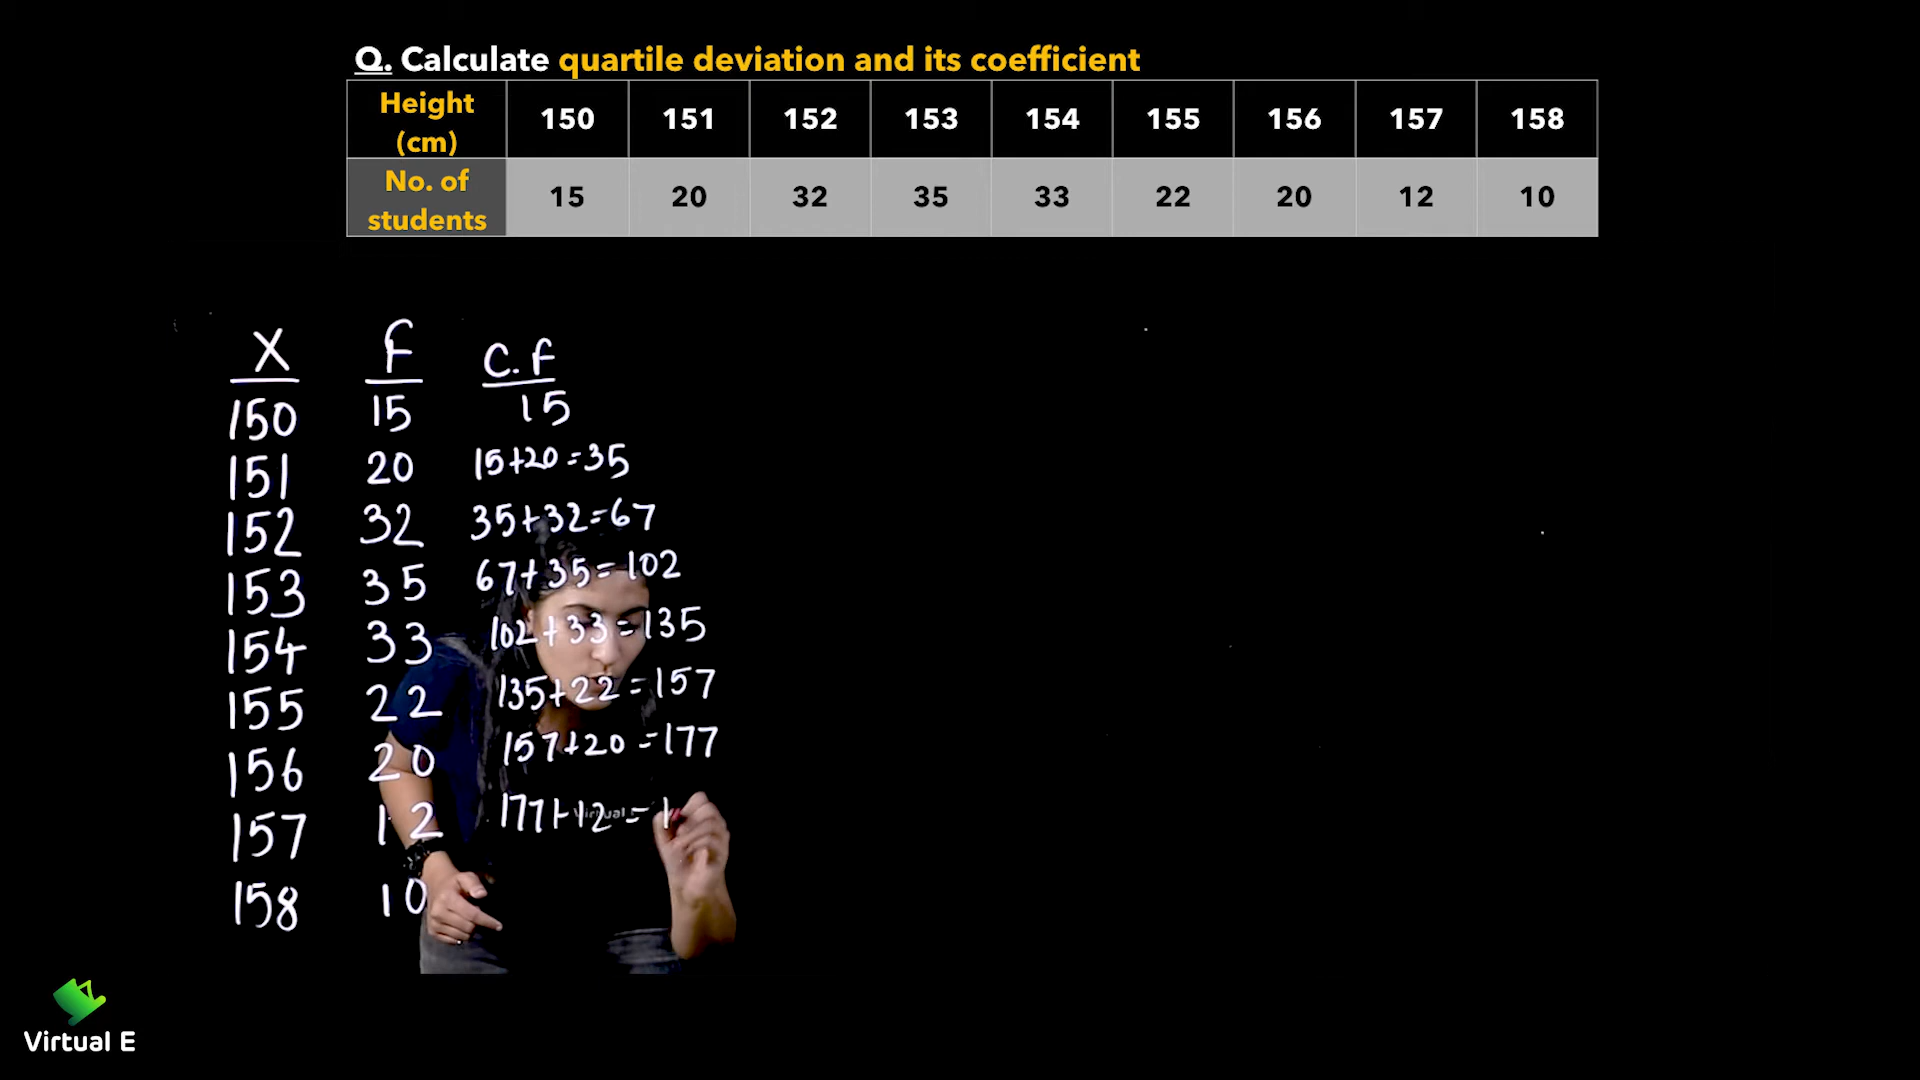 Q. Calculate quartile deviation and its coefficient
Height (cm) 150 151 152 153 154 155 156 157 158
No. of students 15 20 32 35 33 22 20 12 10
X F C.F
150 15 15
151 20 15+20=35
152 32 35+32=67
153 35 67+35=102
154 33 102+33=135
155 22 135+22=157
156 20 157+20=177
157 12 177+12=1
158 10
Virtual E